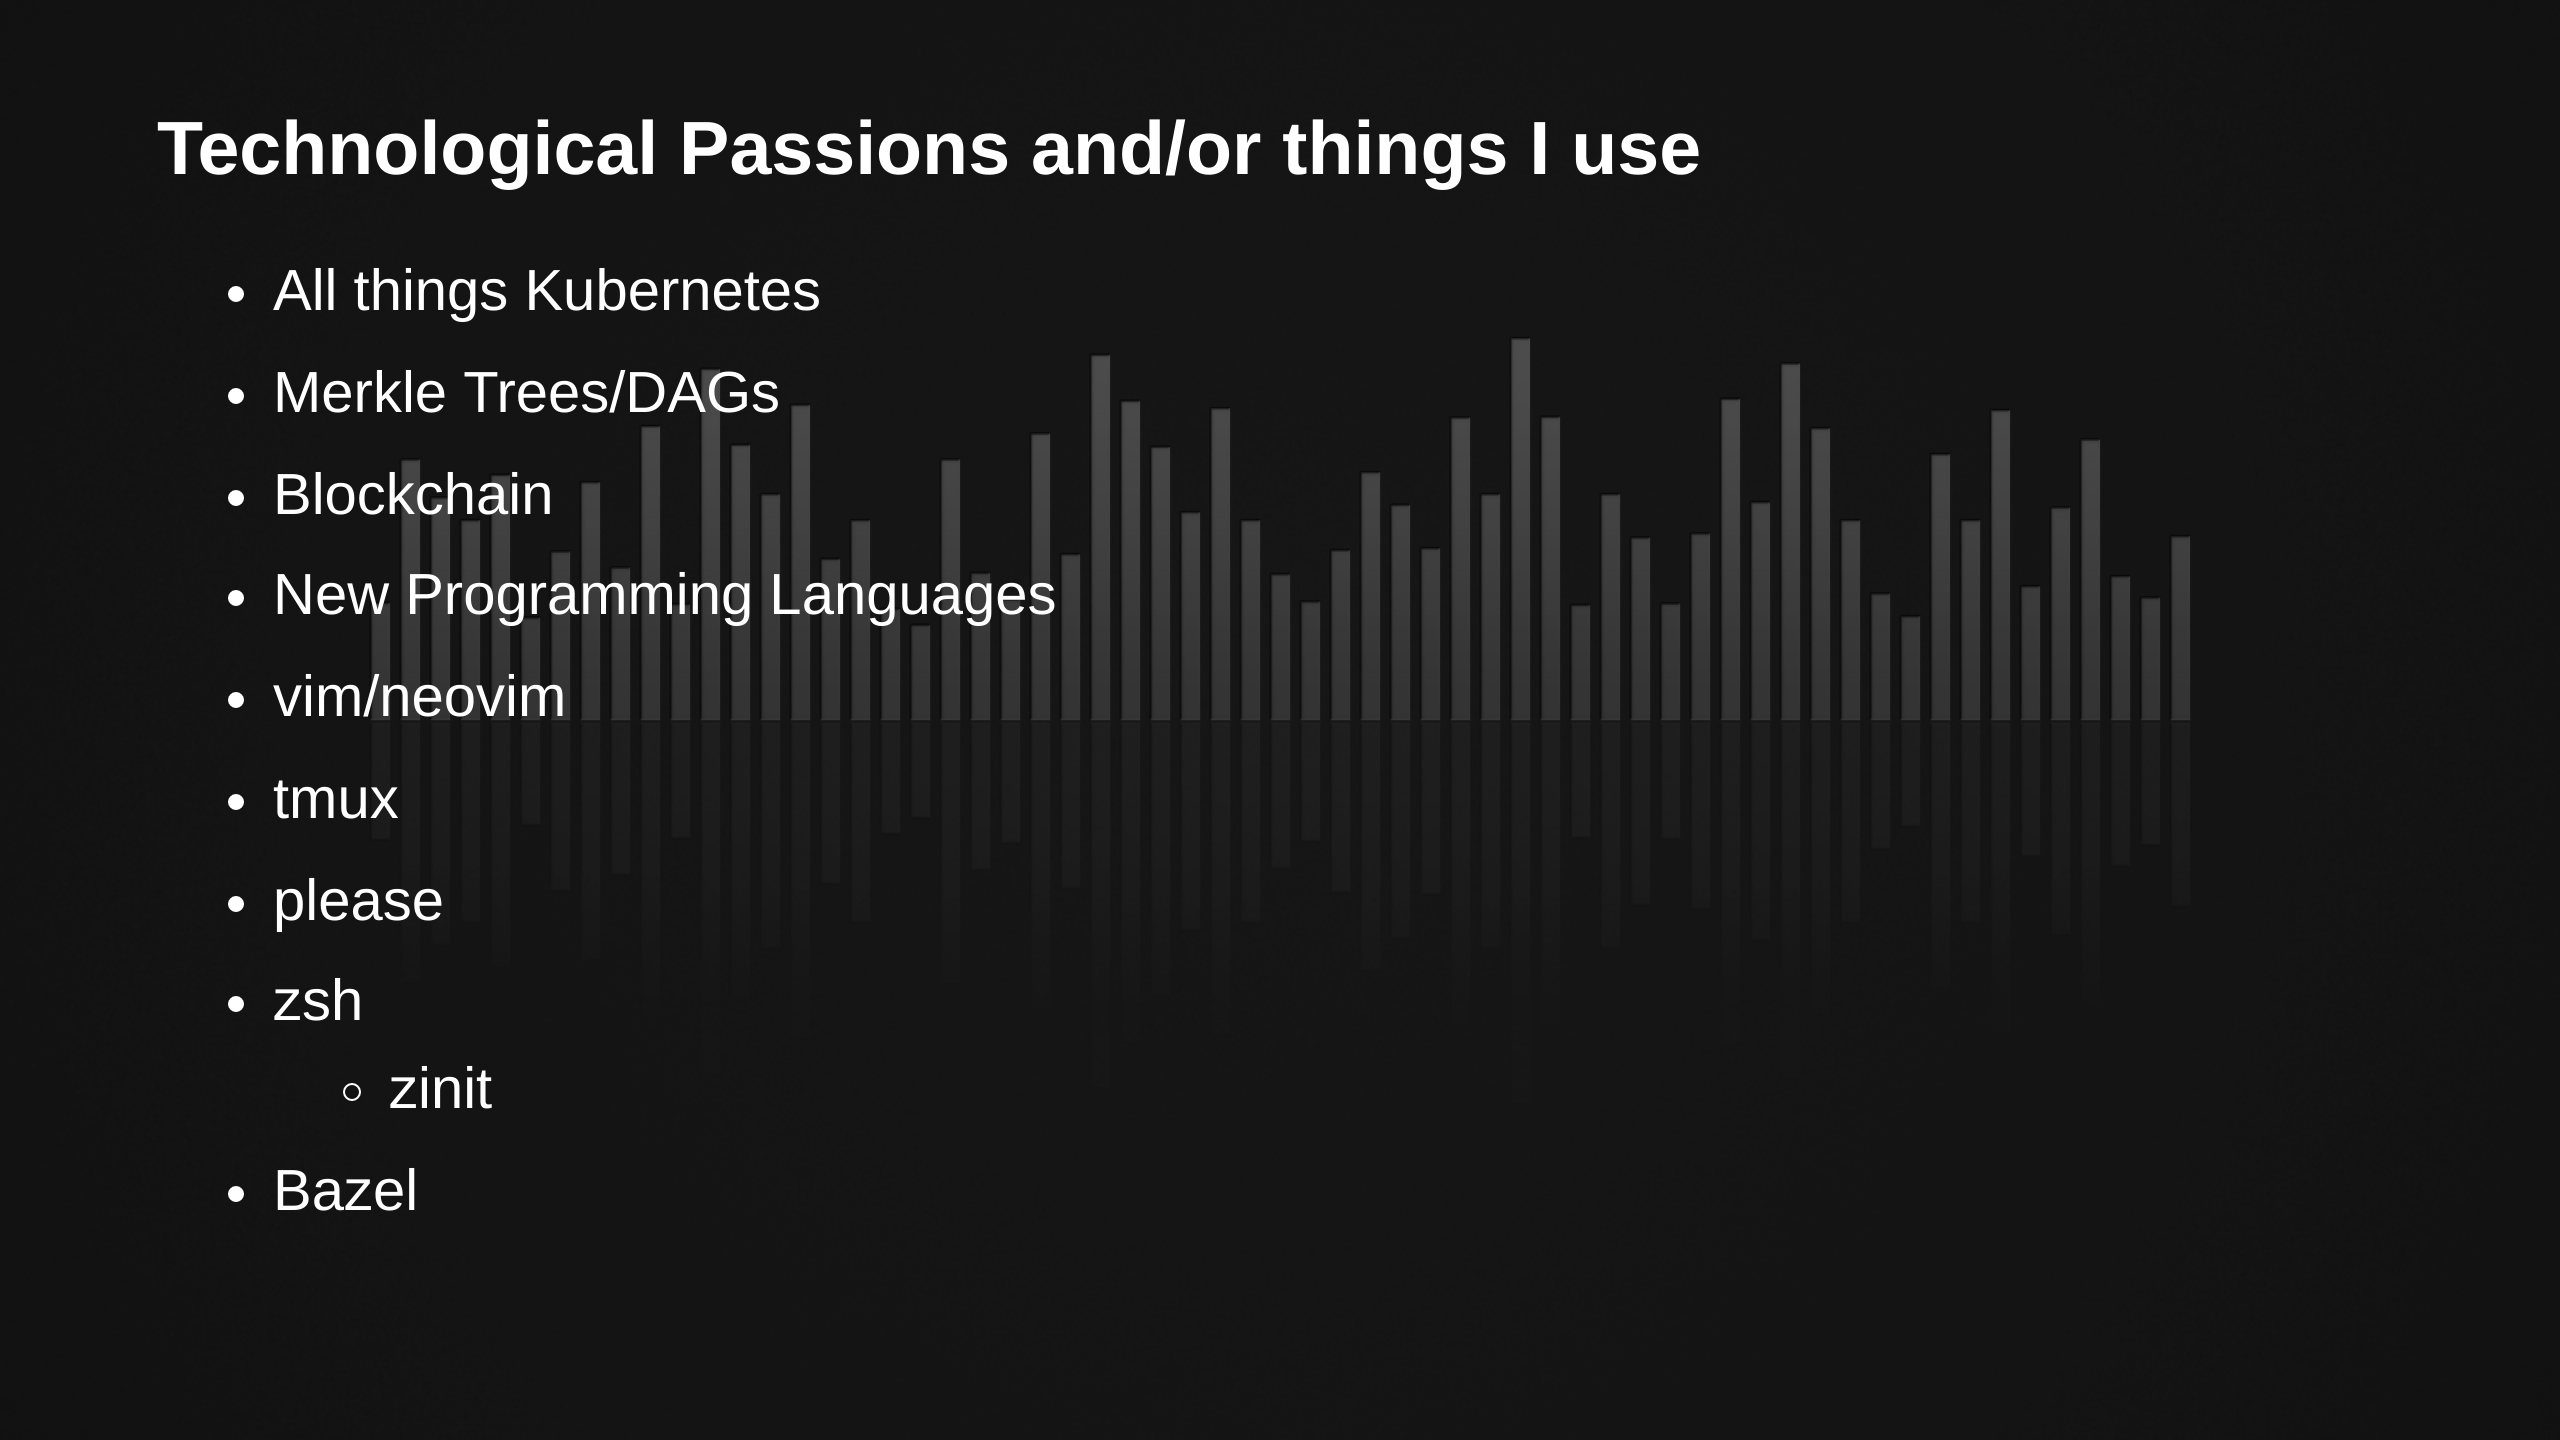 Technological Passions and/or things I use
• All things Kubernetes
• Merkle Trees/DAGs
• Blockchain
• New Programming Languages
• vim/neovim
• tmux
• please
• zsh
○ zinit
• Bazel